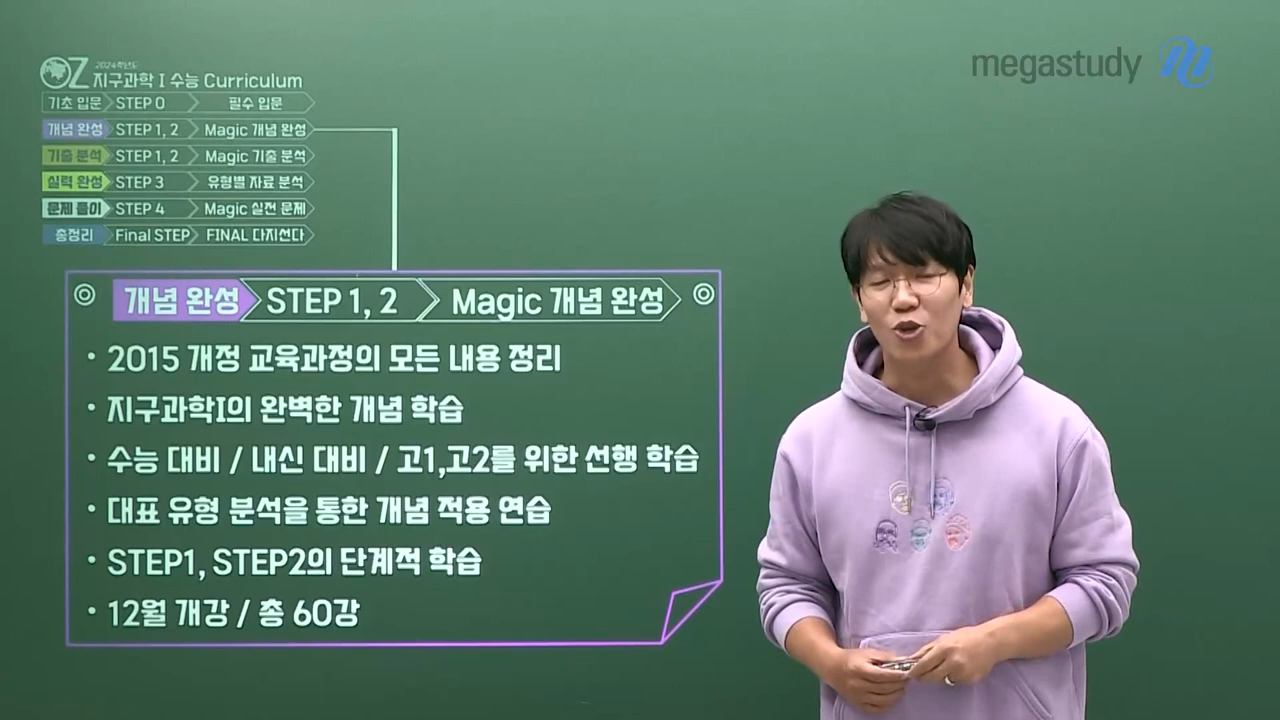 megastudy
OZ 2024학년도
지구과학 I 수능 Curriculum
기초 입문 STEP 0 필수 입문
개념 완성 STEP 1, 2 Magic 개념 완성
기출 분석 STEP 1, 2 Magic 기출 분석
실력 완성 STEP 3 유형별 자료 분석
문제 풀이 STEP 4 Magic 실전 문제
총정리 Final STEP FINAL 다지선다
개념 완성 STEP 1, 2 Magic 개념 완성
• 2015 개정 교육과정의 모든 내용 정리
• 지구과학I의 완벽한 개념 학습
• 수능 대비 / 내신 대비 / 고1,고2를 위한 선행 학습
• 대표 유형 분석을 통한 개념 적용 연습
• STEP1, STEP2의 단계적 학습
• 12월 개강 / 총 60강